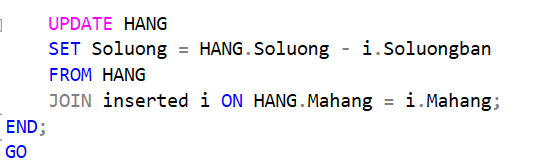 UPDATE HANG
SET Soluong = HANG.Soluong - i.Soluongban
FROM HANG
JOIN inserted i ON HANG.Mahang = i.Mahang;
END;
GO